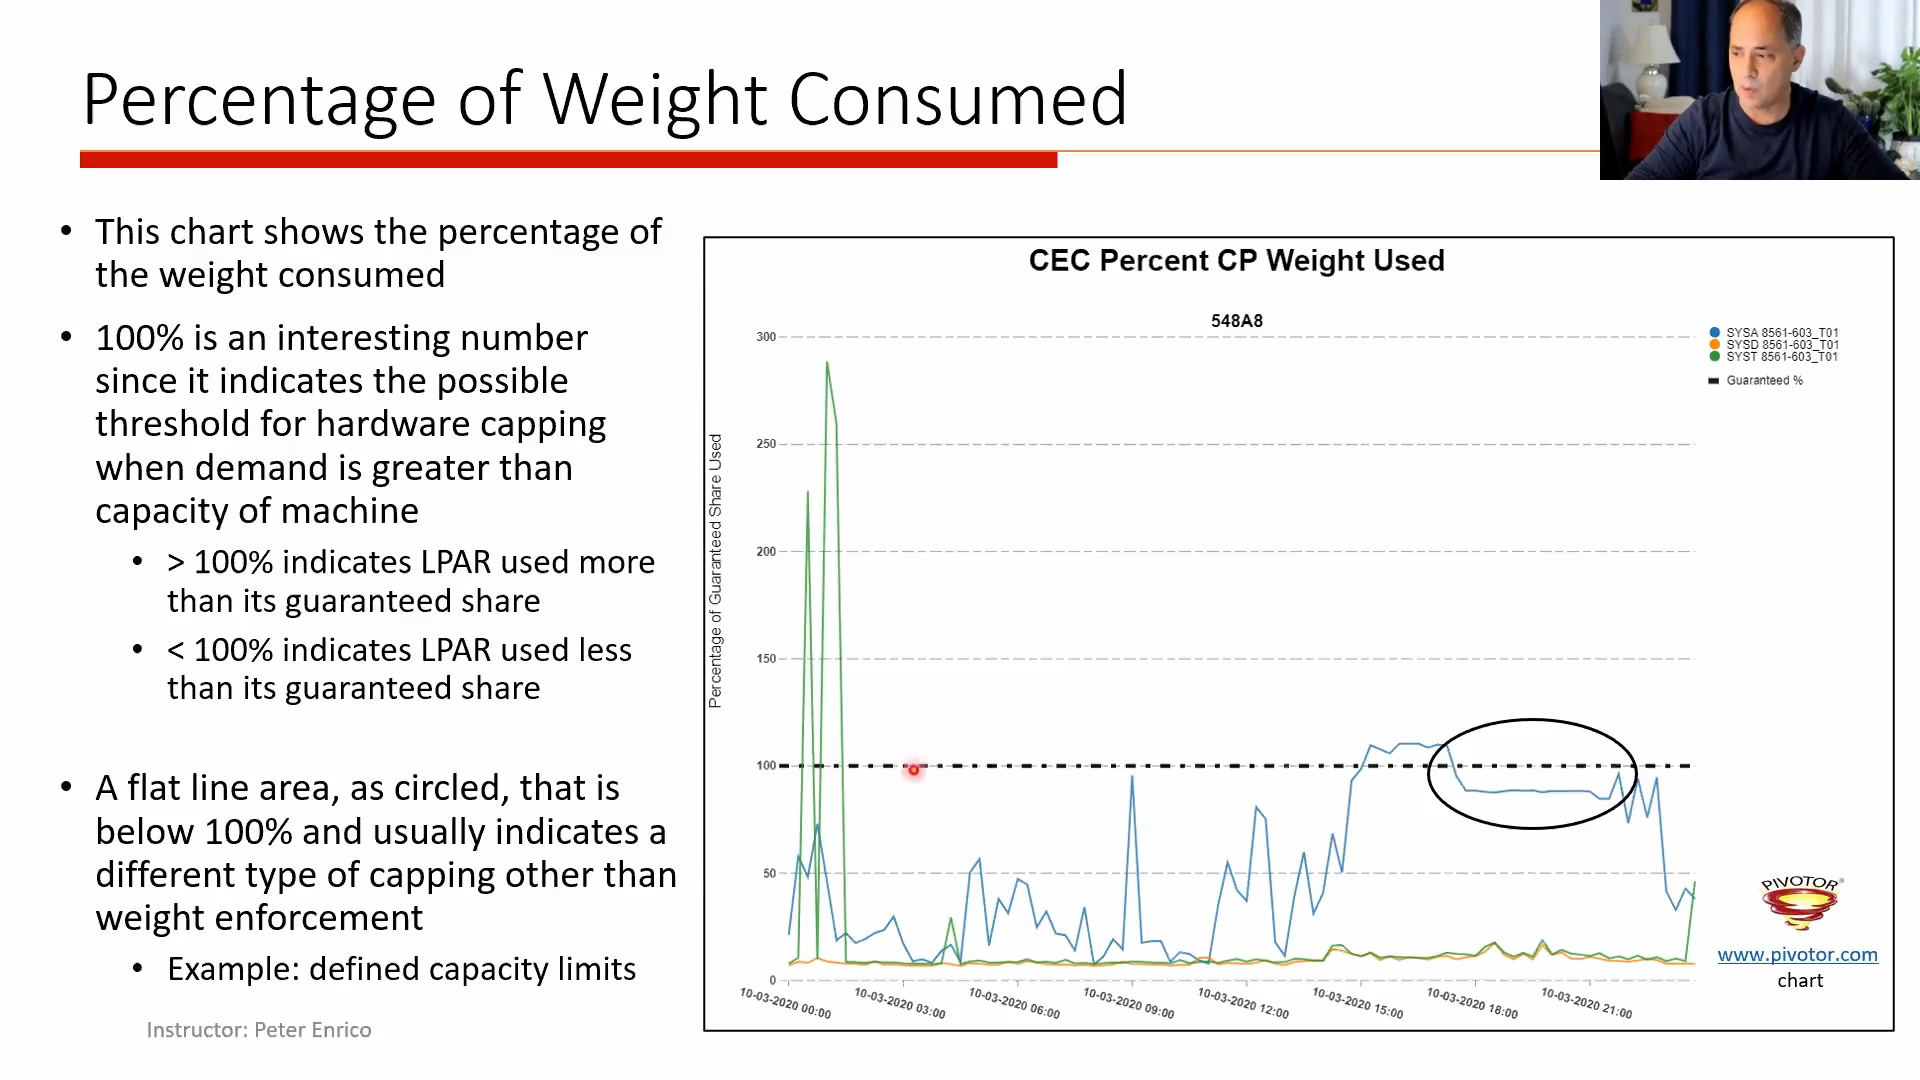 Percentage of Weight Consumed
• This chart shows the percentage of
the weight consumed
• 100% is an interesting number
since it indicates the possible
threshold for hardware capping
when demand is greater than
capacity of machine
• > 100% indicates LPAR used more
than its guaranteed share
• < 100% indicates LPAR used less
than its guaranteed share
• A flat line area, as circled, that is
below 100% and usually indicates a
different type of capping other than
weight enforcement
• Example: defined capacity limits
Instructor: Peter Enrico
CEC Percent CP Weight Used
548A8
Percentage of Guaranteed Share Used
300
250
200
150
100
50
0
10-03-2020 00:00
10-03-2020 03:00
10-03-2020 06:00
10-03-2020 09:00
10-03-2020 12:00
10-03-2020 15:00
10-03-2020 18:00
10-03-2020 21:00
SYSA 8561-603_T01
SYSD 8561-603_T01
SYST 8561-603_T01
Guaranteed %
PIVOTOR®
www.pivotor.com
chart